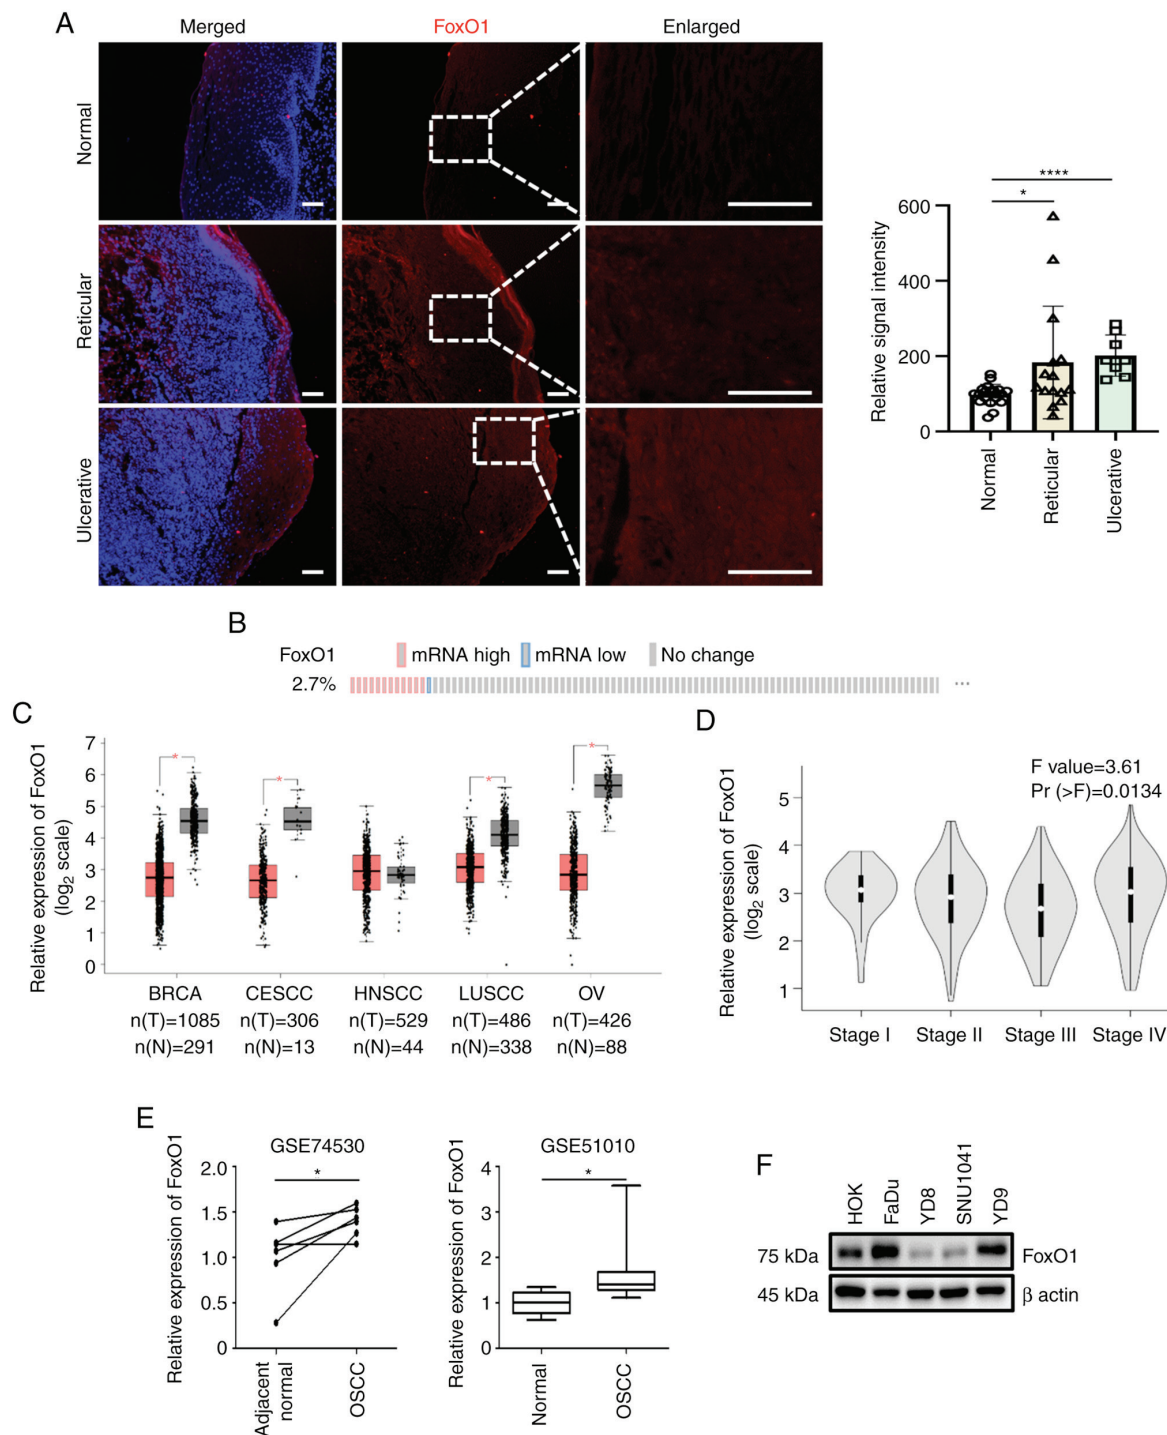 A
Merged
FoxO1
Enlarged
Normal
Reticular
Ulcerative
Relative signal intensity
600
400
200
0
****
*
Normal
Reticular
Ulcerative
B
FoxO1
mRNA high
mRNA low
No change
2.7%
...
C
Relative expression of FoxO1
(log2 scale)
7
6
5
4
3
2
1
0
*
*
*
*
BRCA
CESCC
HNSCC
LUSCC
OV
n(T)=1085
n(T)=306
n(T)=529
n(T)=486
n(T)=426
n(N)=291
n(N)=13
n(N)=44
n(N)=338
n(N)=88
D
Relative expression of FoxO1
(log2 scale)
F value=3.61
Pr (>F)=0.0134
5
4
3
2
1
Stage I
Stage II
Stage III
Stage IV
E
GSE74530
Relative expression of FoxO1
2.0
1.5
1.0
0.5
0
*
Adjacent
normal
OSCC
GSE51010
Relative expression of FoxO1
4
3
2
1
0
*
Normal
OSCC
F
HOK
FaDu
YD8
SNU1041
YD9
75 kDa
FoxO1
45 kDa
β actin